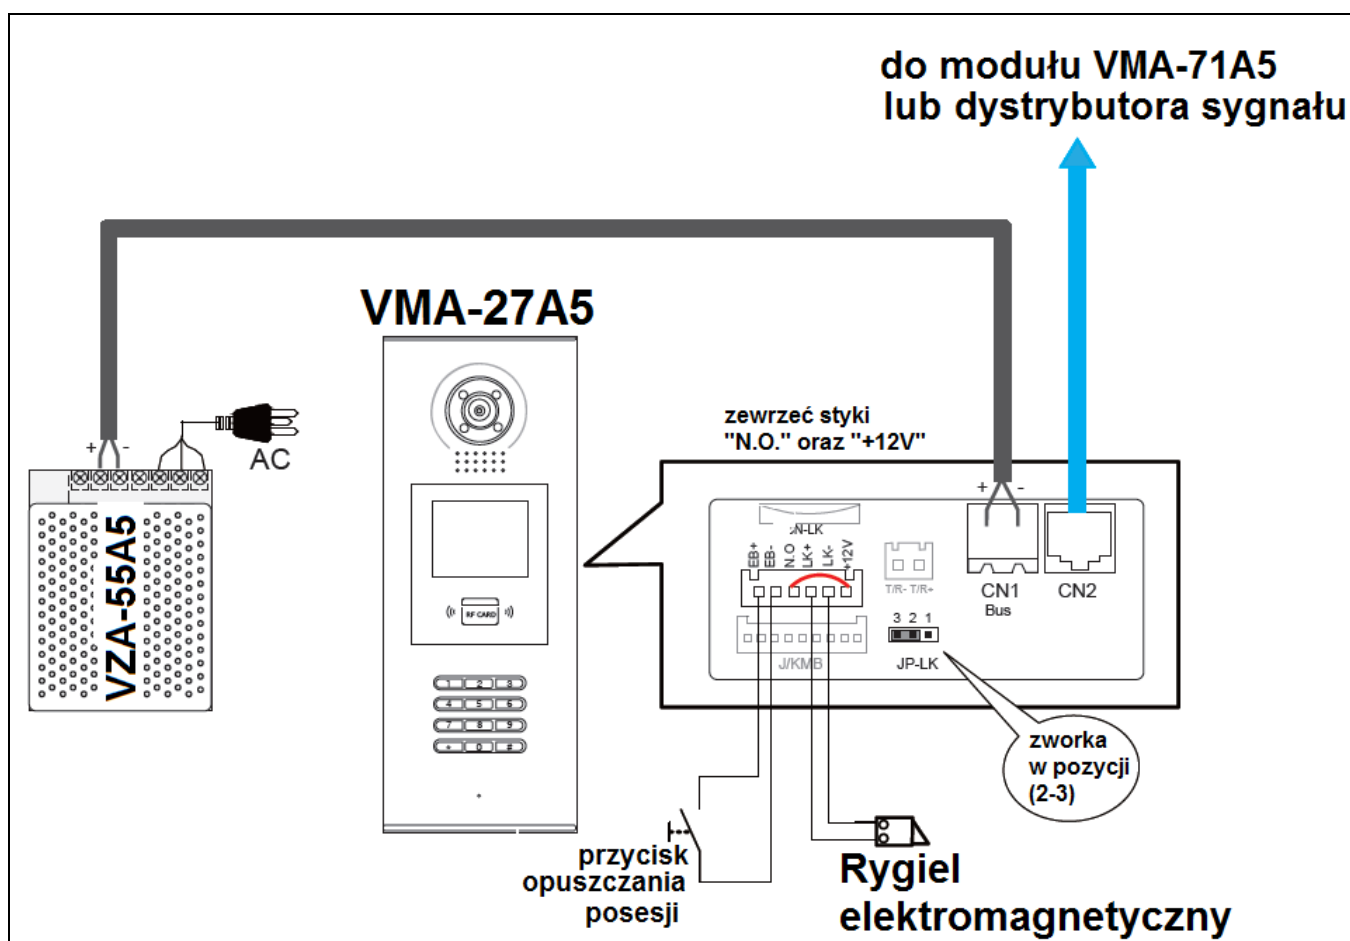 do modułu VMA-71A5
lub dystrybutora sygnału
VMA-27A5
+ -
AC
VZA-55A5
RF CARD
1 2 3
4 5 6
7 8 9
* 0 #
zewrzeć styki
"N.O." oraz "+12V"
N-LK
EB+
EB-
N.O
LK+
LK-
+12V
T/R- T/R+
+ -
CN1
Bus
CN2
3 2 1
JP-LK
J/KMB
zworka
w pozycji
(2-3)
przycisk
opuszczania
posesji
Rygiel
elektromagnetyczny